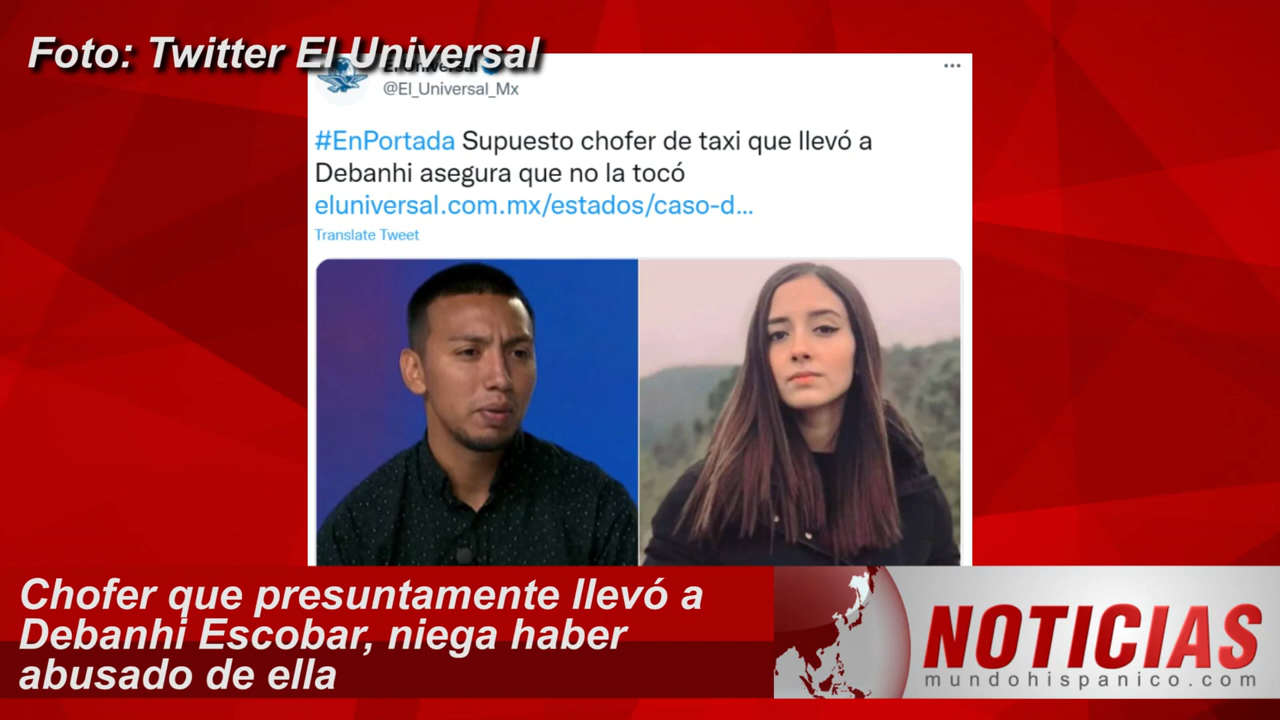 Foto: Twitter El Universal
El Universal
@El_Universal_Mx
#EnPortada Supuesto chofer de taxi que llevó a
Debanhi asegura que no la tocó
eluniversal.com.mx/estados/caso-d...
Translate Tweet
Chofer que presuntamente llevó a
Debanhi Escobar, niega haber
abusado de ella
NOTICIAS
mundohispanico.com